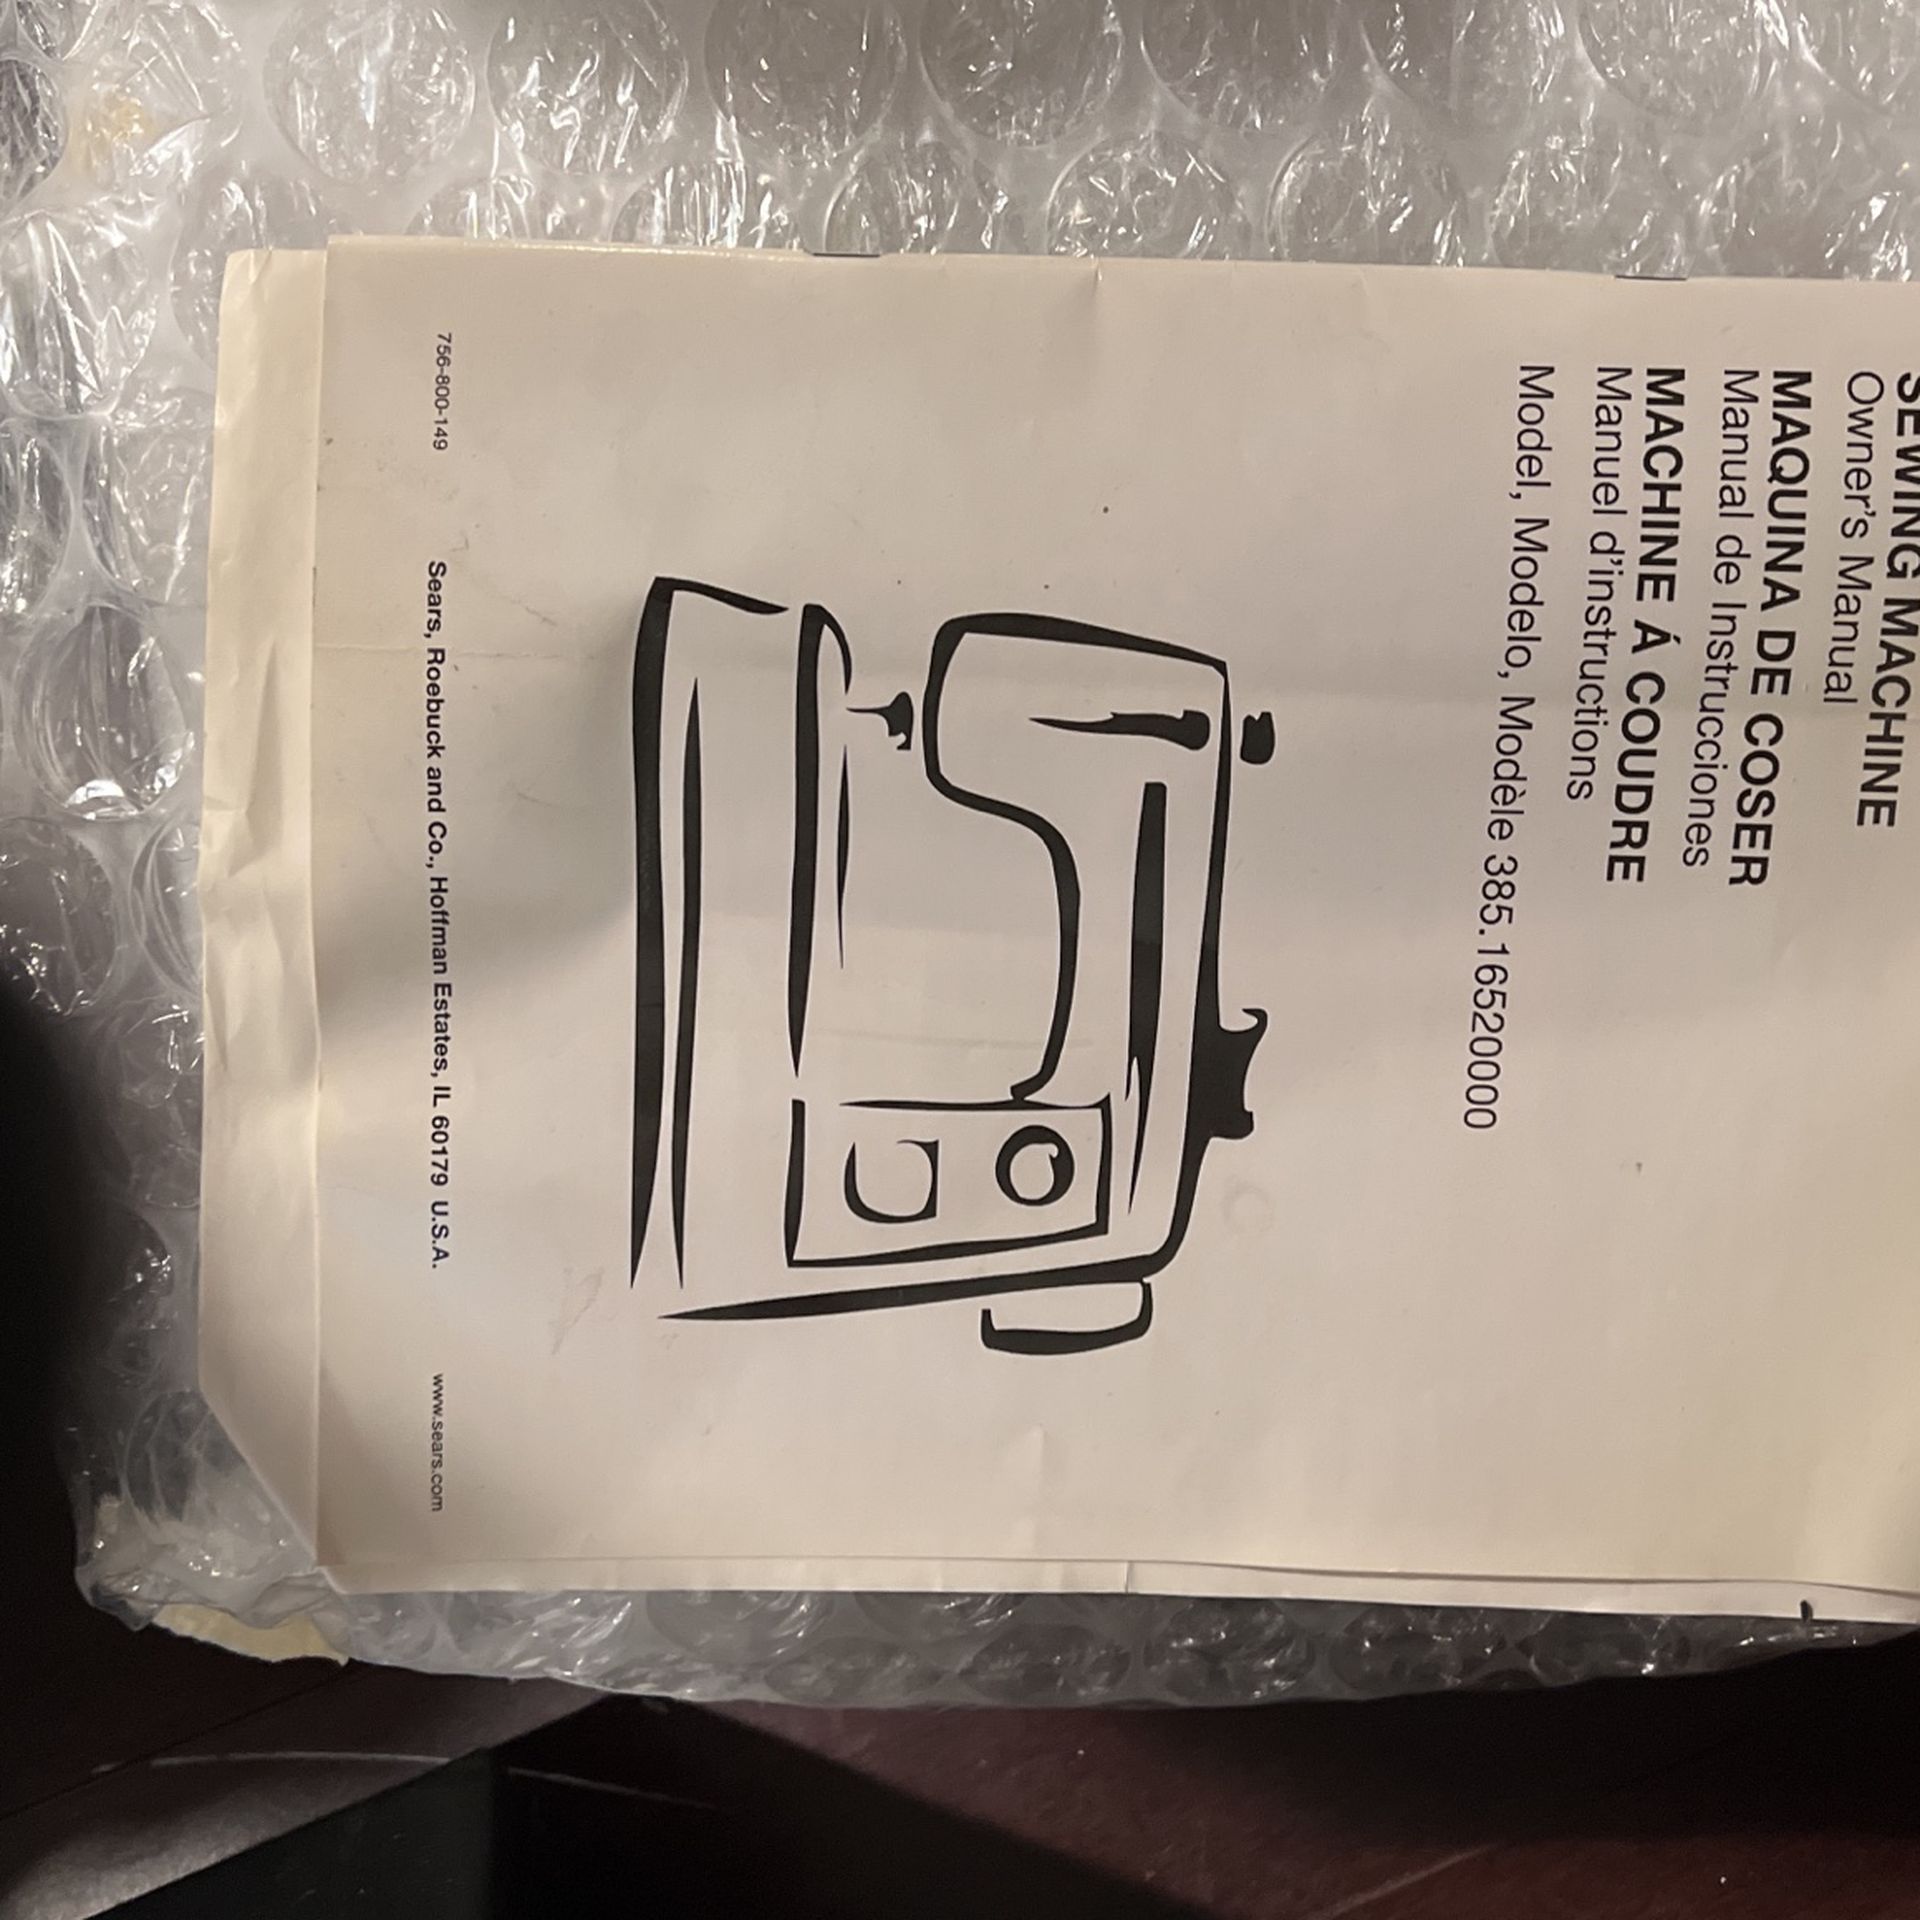 SEWING MACHINE
Owner's Manual
MAQUINA DE COSER
Manual de Instrucciones
MACHINE Á COUDRE
Manuel d'instructions
Model, Modelo, Modèle 385.16520000
756-800-149 Sears, Roebuck and Co., Hoffman Estates, IL 60179 U.S.A. www.sears.com